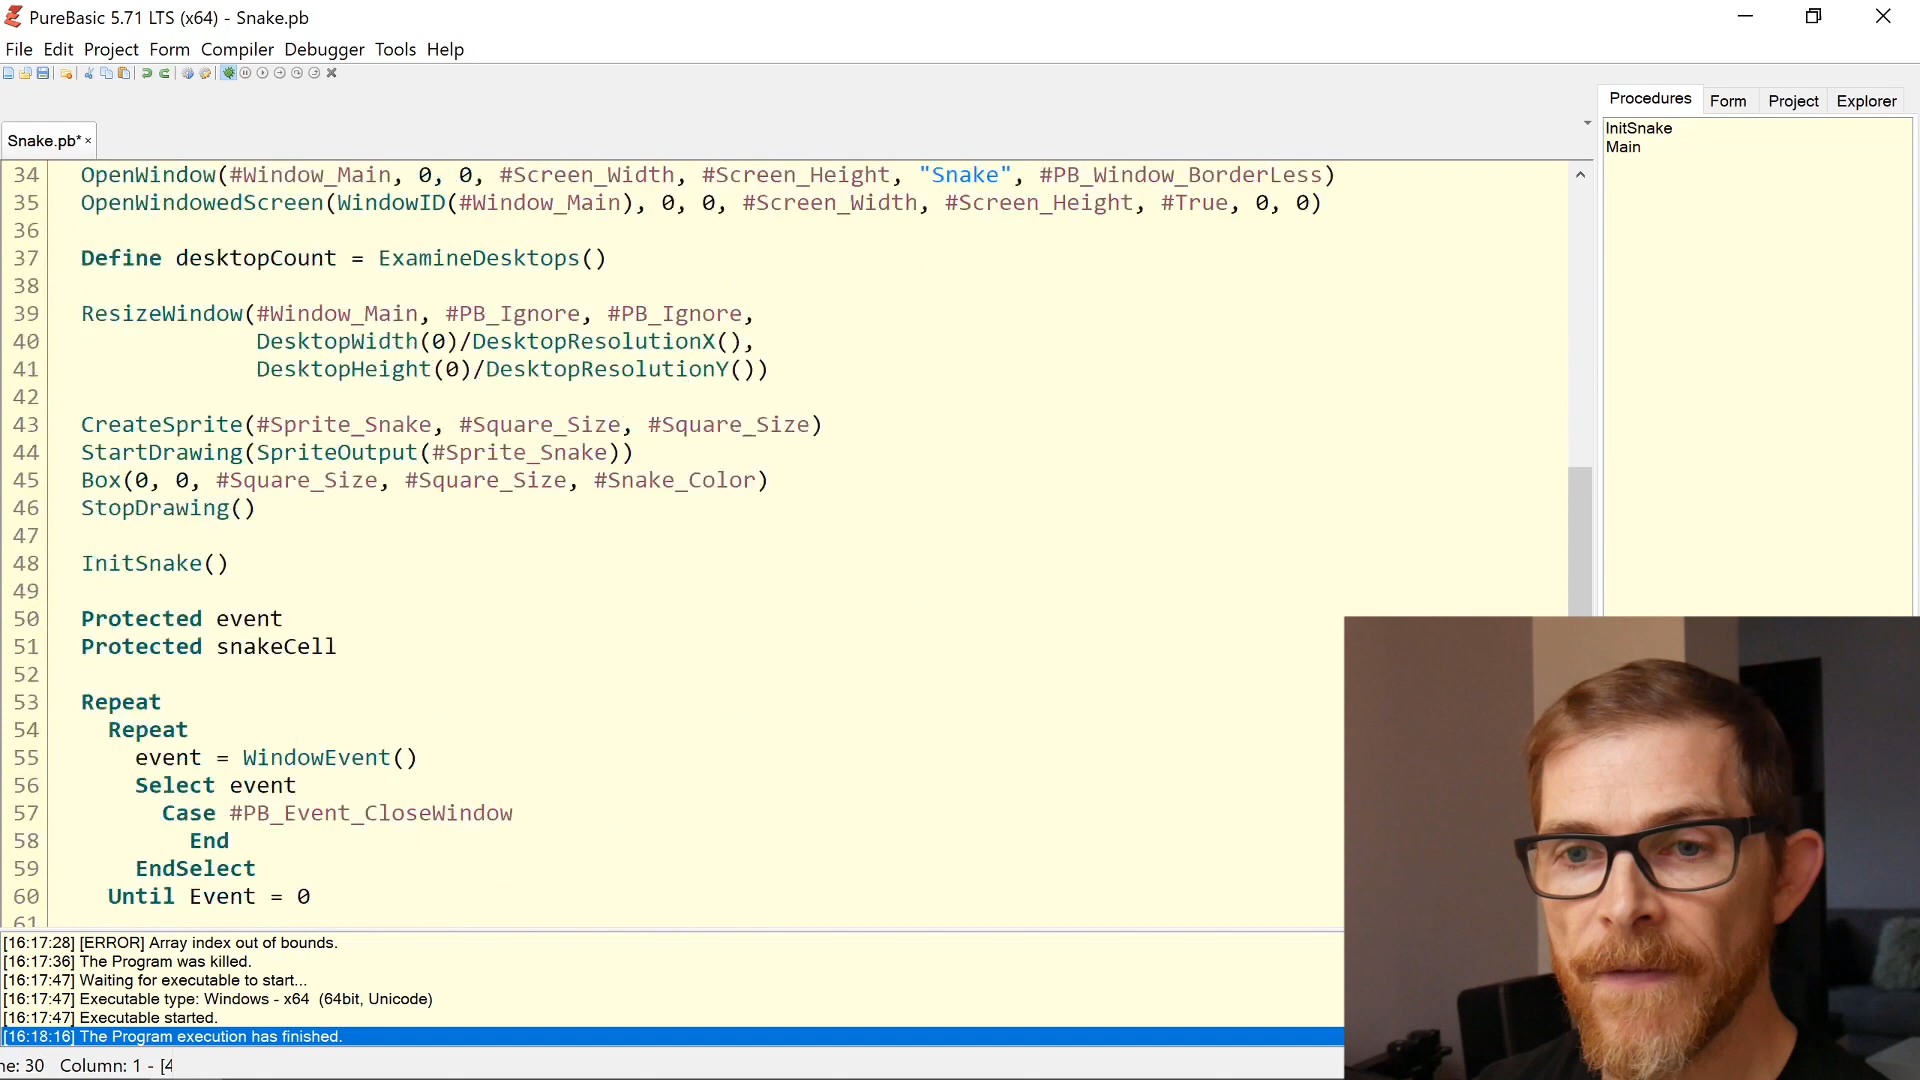 PureBasic 5.71 LTS (x64) - Snake.pb
File Edit Project Form Compiler Debugger Tools Help
Procedures Form Project Explorer
Snake.pb*
InitSnake
Main
34 OpenWindow(#Window_Main, 0, 0, #Screen_Width, #Screen_Height, "Snake", #PB_Window_BorderLess)
35 OpenWindowedScreen(WindowID(#Window_Main), 0, 0, #Screen_Width, #Screen_Height, #True, 0, 0)
36
37 Define desktopCount = ExamineDesktops()
38
39 ResizeWindow(#Window_Main, #PB_Ignore, #PB_Ignore,
40 DesktopWidth(0)/DesktopResolutionX(),
41 DesktopHeight(0)/DesktopResolutionY())
42
43 CreateSprite(#Sprite_Snake, #Square_Size, #Square_Size)
44 StartDrawing(SpriteOutput(#Sprite_Snake))
45 Box(0, 0, #Square_Size, #Square_Size, #Snake_Color)
46 StopDrawing()
47
48 InitSnake()
49
50 Protected event
51 Protected snakeCell
52
53 Repeat
54 Repeat
55 event = WindowEvent()
56 Select event
57 Case #PB_Event_CloseWindow
58 End
59 EndSelect
60 Until Event = 0
61
[16:17:28] [ERROR] Array index out of bounds.
[16:17:36] The Program was killed.
[16:17:47] Waiting for executable to start...
[16:17:47] Executable type: Windows - x64 (64bit, Unicode)
[16:17:47] Executable started.
[16:18:16] The Program execution has finished.
ne: 30 Column: 1 - [4